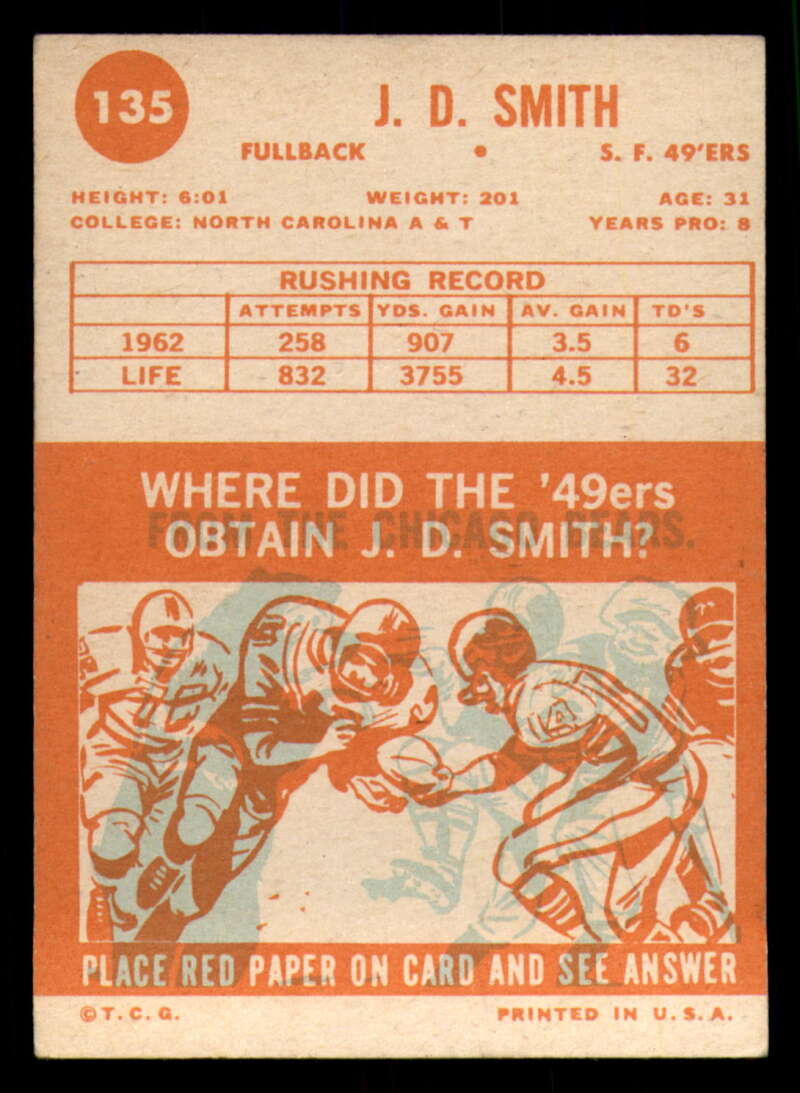 135
J. D. SMITH
FULLBACK • S. F. 49'ERS
HEIGHT: 6:01 WEIGHT: 201 AGE: 31
COLLEGE: NORTH CAROLINA A & T YEARS PRO: 8
RUSHING RECORD
ATTEMPTS YDS. GAIN AV. GAIN TD'S
1962 258 907 3.5 6
LIFE 832 3755 4.5 32
WHERE DID THE '49ers
FROM THE CHICAGO BEARS.
OBTAIN J. D. SMITH?
PLACE RED PAPER ON CARD AND SEE ANSWER
©T.C.G. PRINTED IN U.S.A.